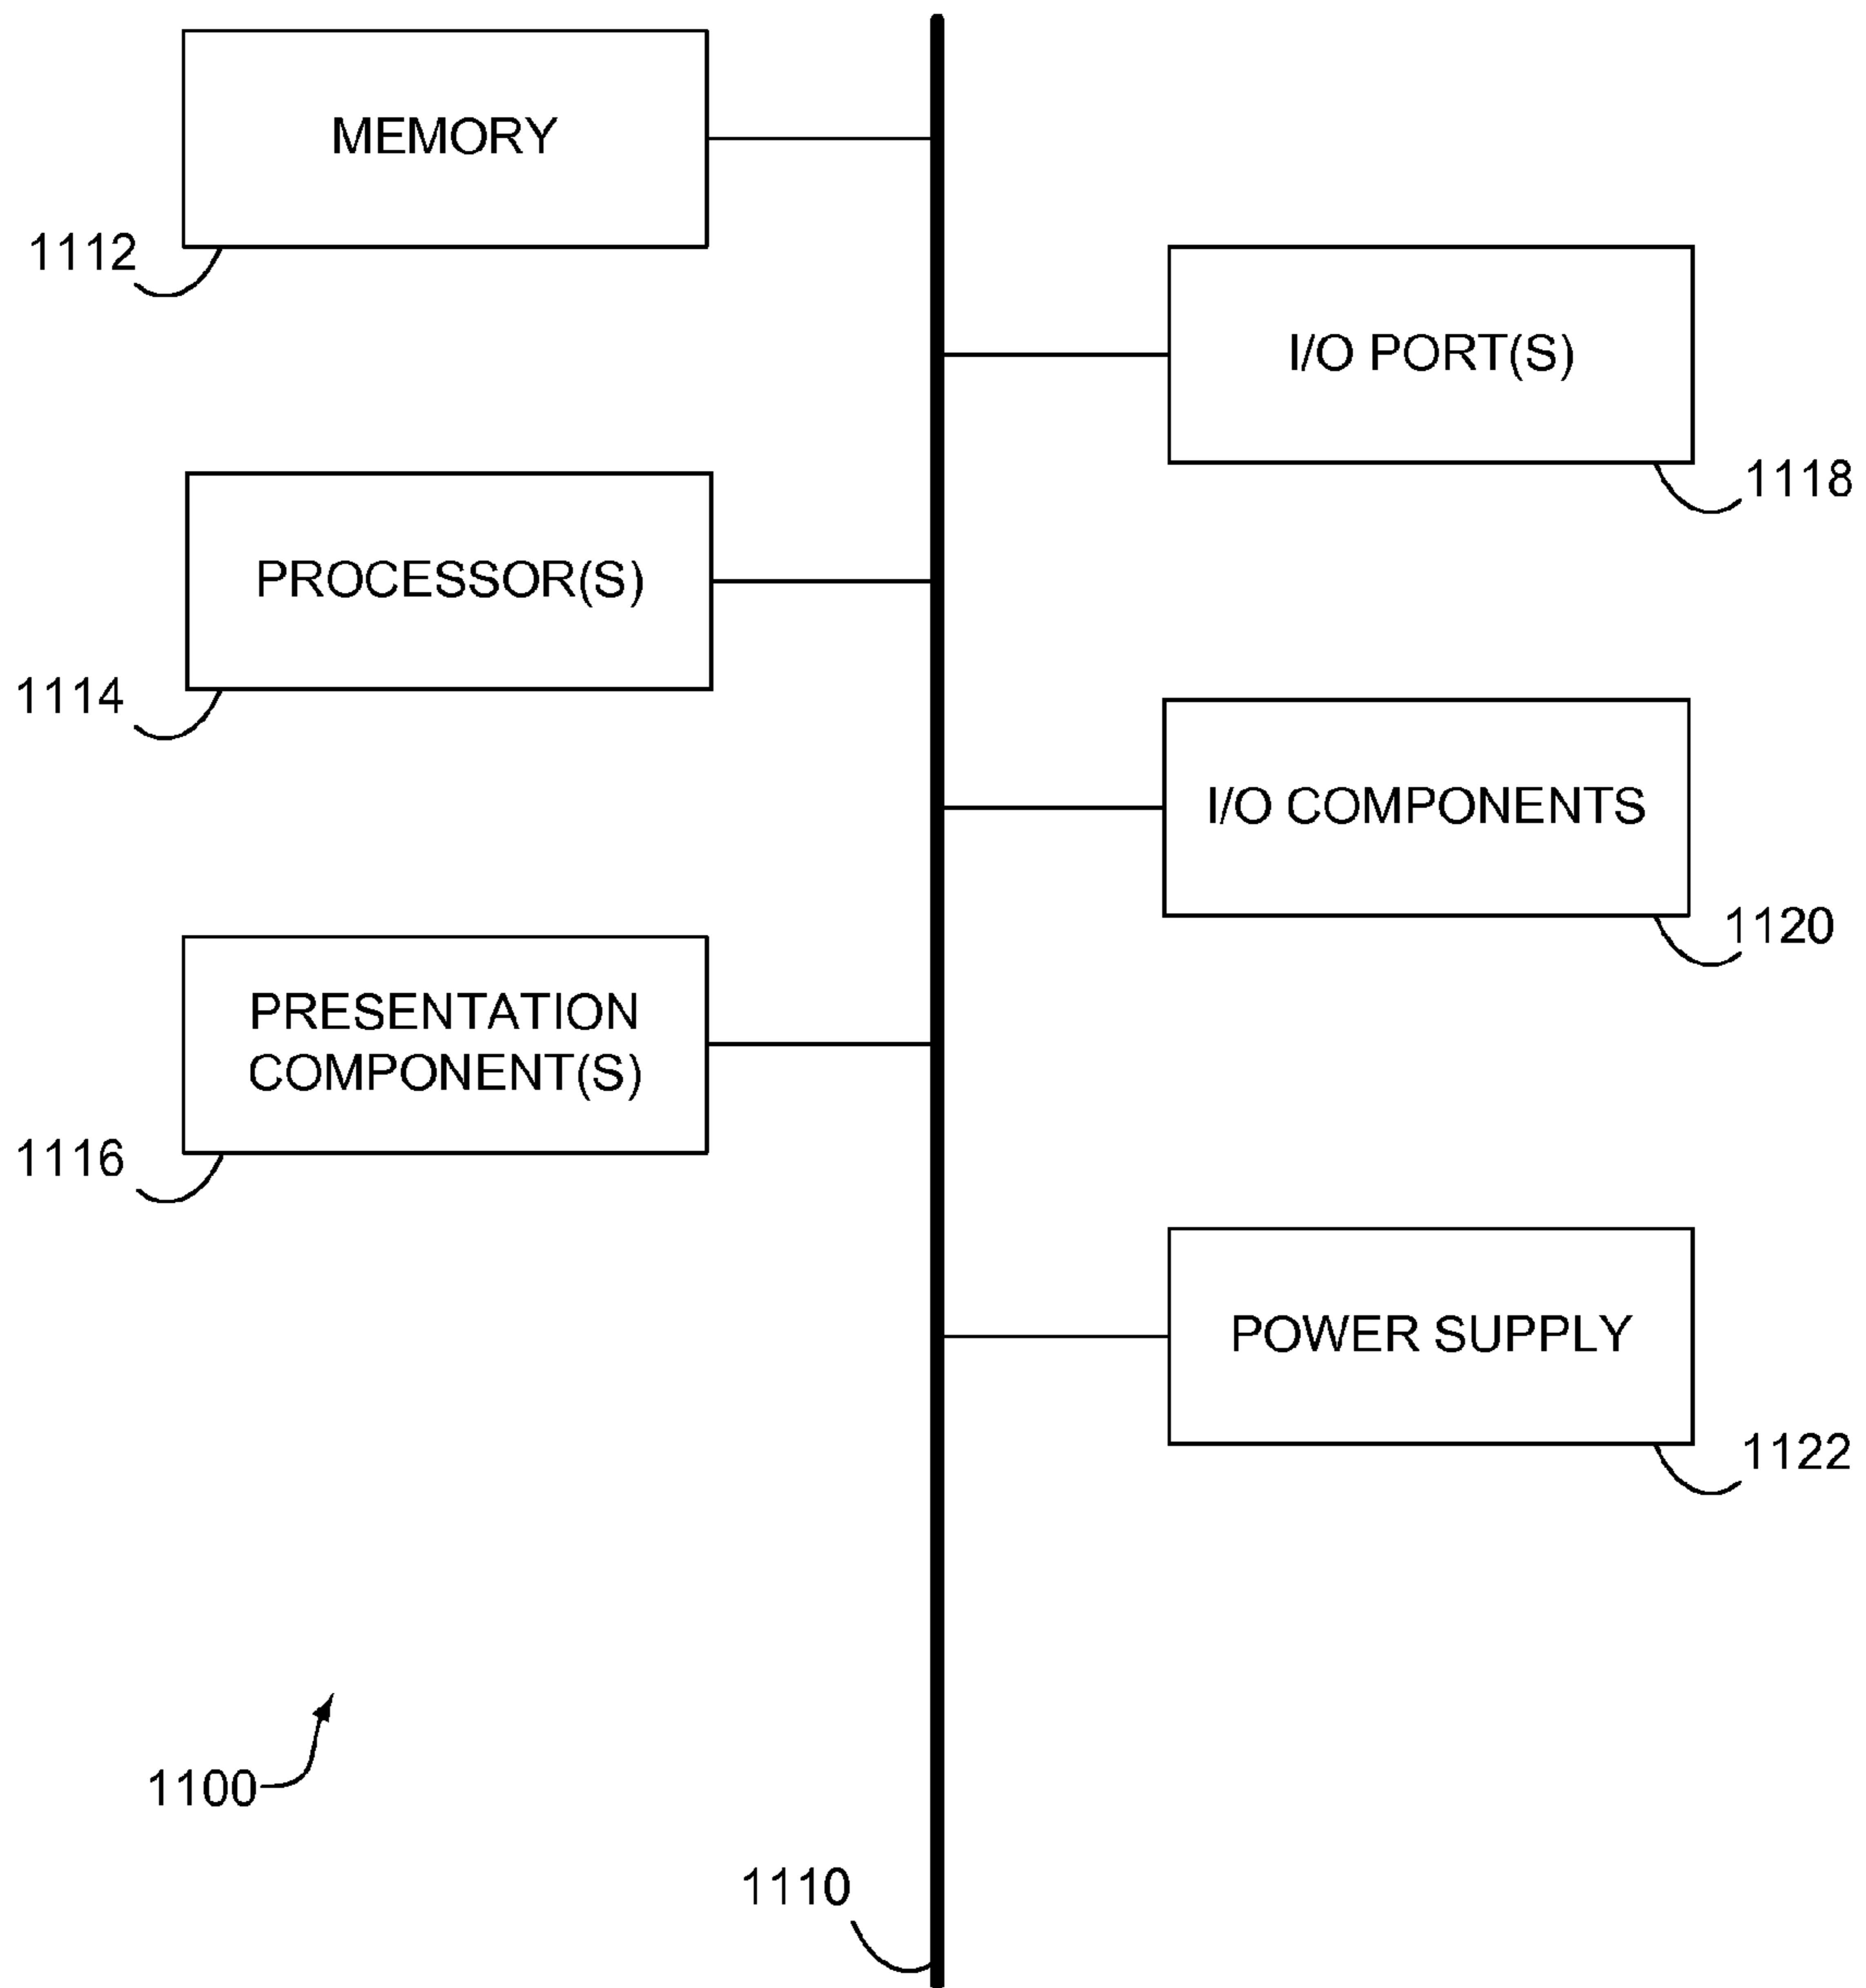 MEMORY
1112
I/O PORT(S)
1118
PROCESSOR(S)
1114
I/O COMPONENTS
1120
PRESENTATION
COMPONENT(S)
1116
POWER SUPPLY
1122
1100
1110